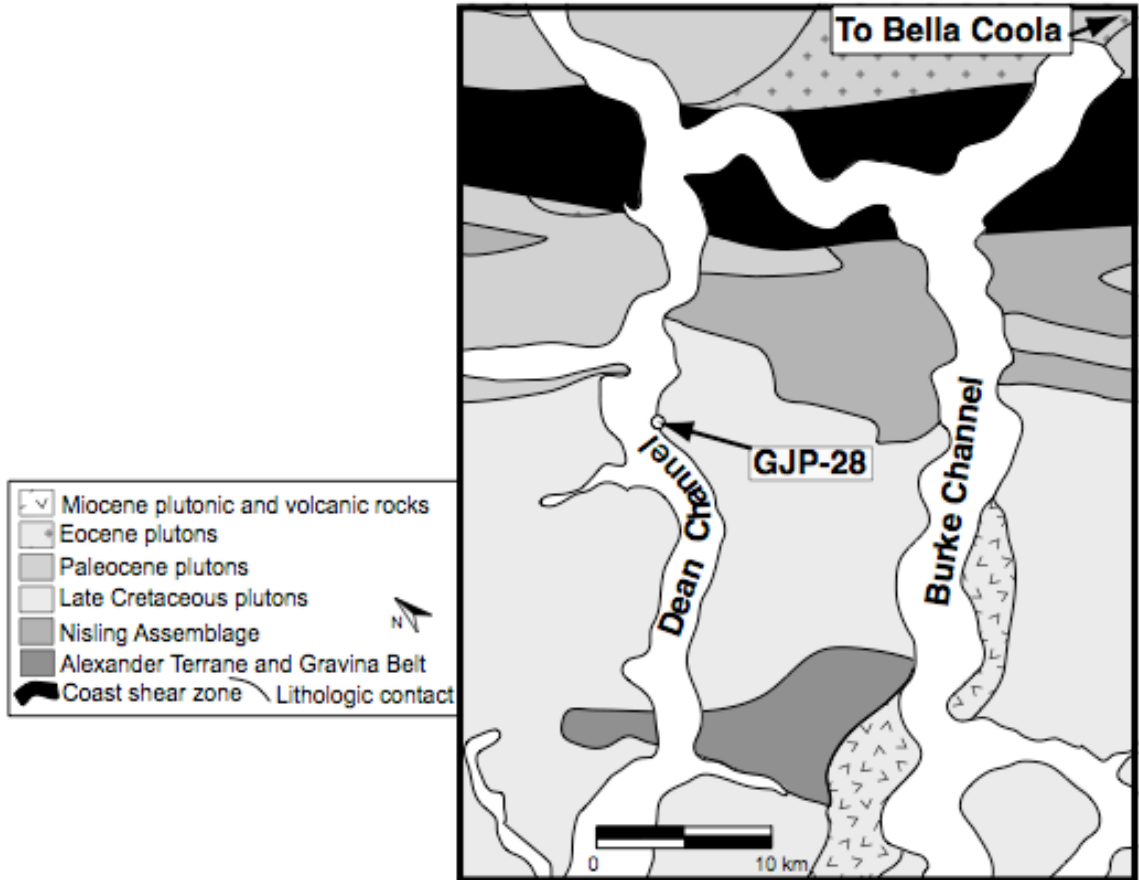 To Bella Coola
GJP-28
Dean Channel
Burke Channel
Miocene plutonic and volcanic rocks
Eocene plutons
Paleocene plutons
Late Cretaceous plutons
Nisling Assemblage
Alexander Terrane and Gravina Belt
Coast shear zone Lithologic contact
N
0 10 km